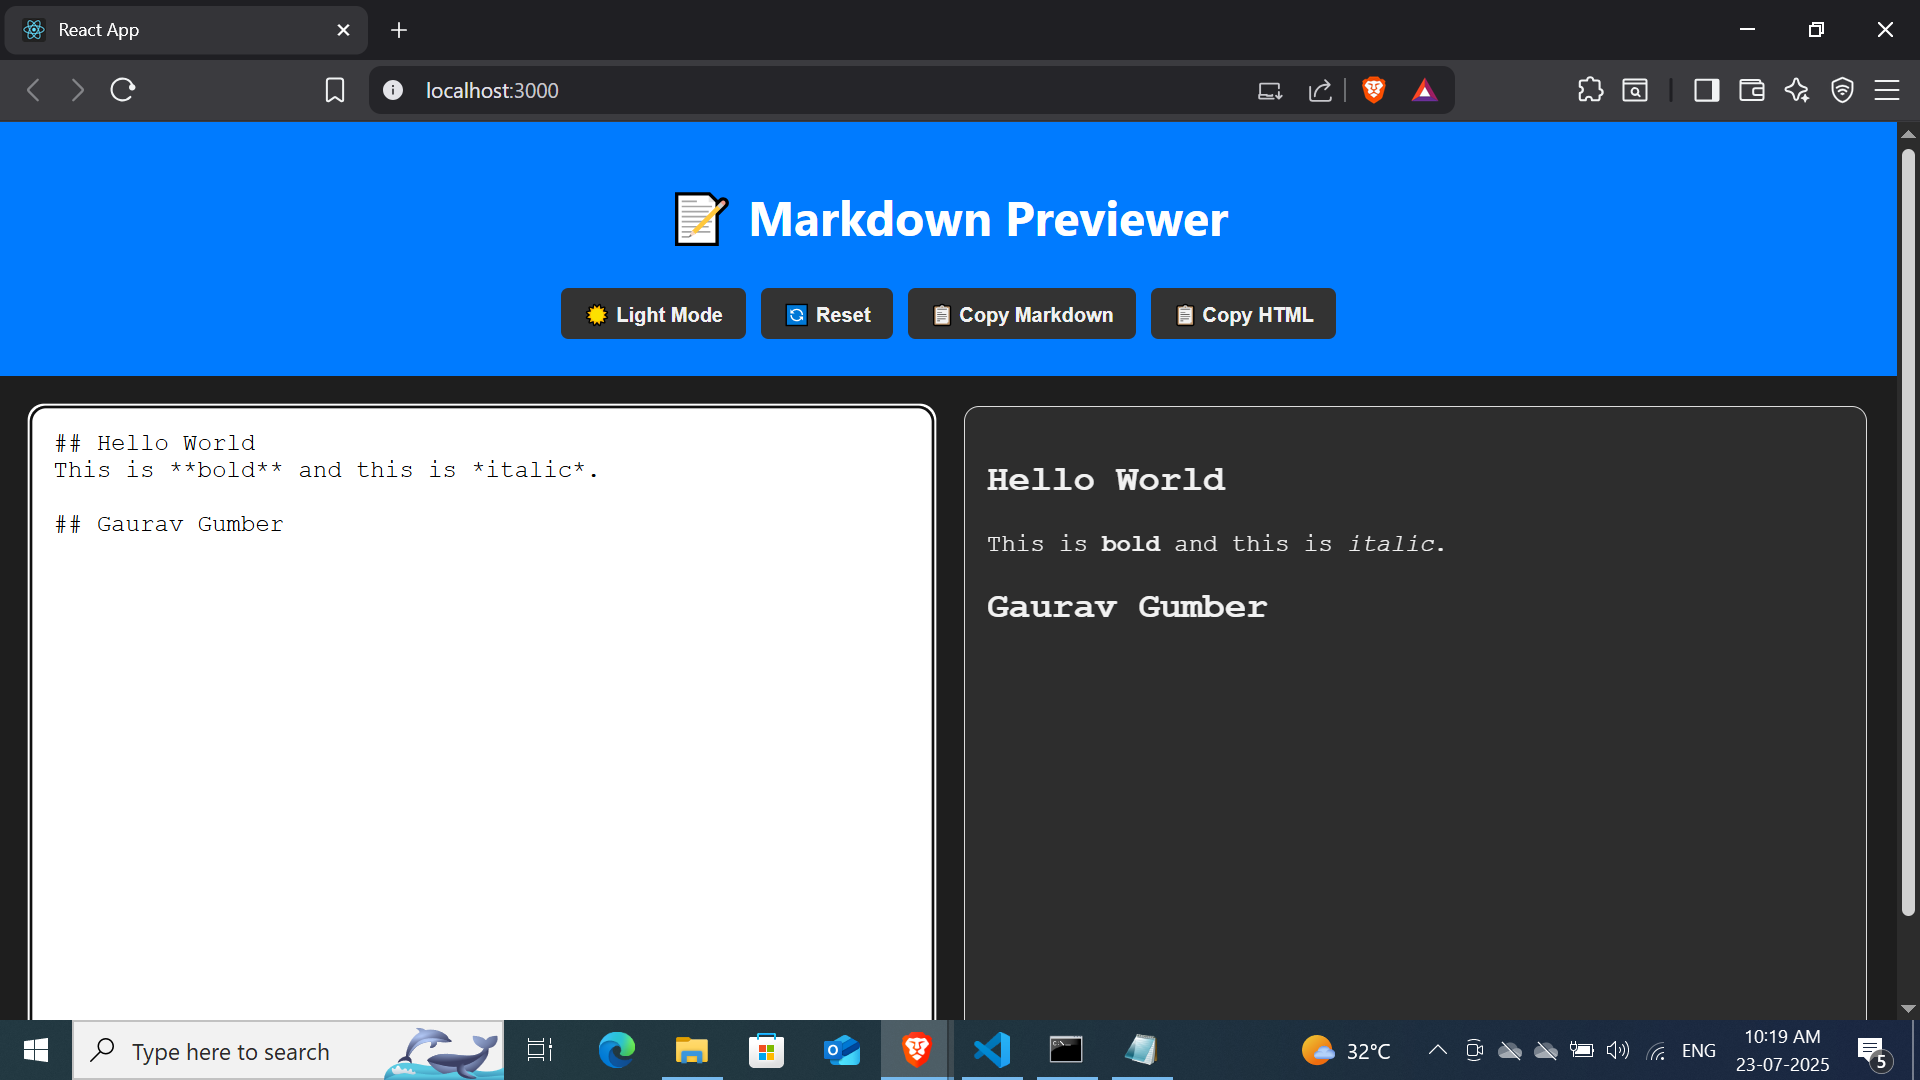 React App
localhost:3000
Markdown Previewer
Light Mode
Reset
Copy Markdown
Copy HTML
## Hello World
This is **bold** and this is *italic*.
## Gaurav Gumber
Hello World
This is bold and this is italic.
Gaurav Gumber
Type here to search
32°C
ENG
10:19 AM
23-07-2025
5